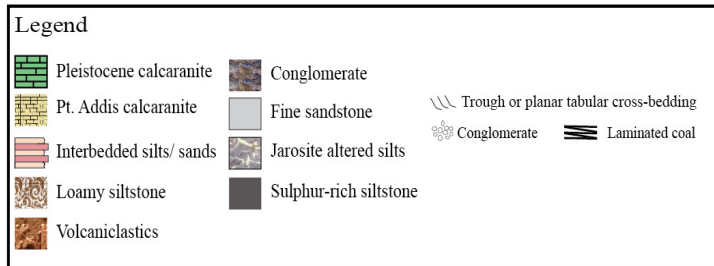 Legend
Pleistocene calcaranite
Pt. Addis calcaranite
Interbedded silts/ sands
Loamy siltstone
Volcaniclastics
Conglomerate
Fine sandstone
Jarosite altered silts
Sulphur-rich siltstone
Trough or planar tabular cross-bedding
Conglomerate
Laminated coal